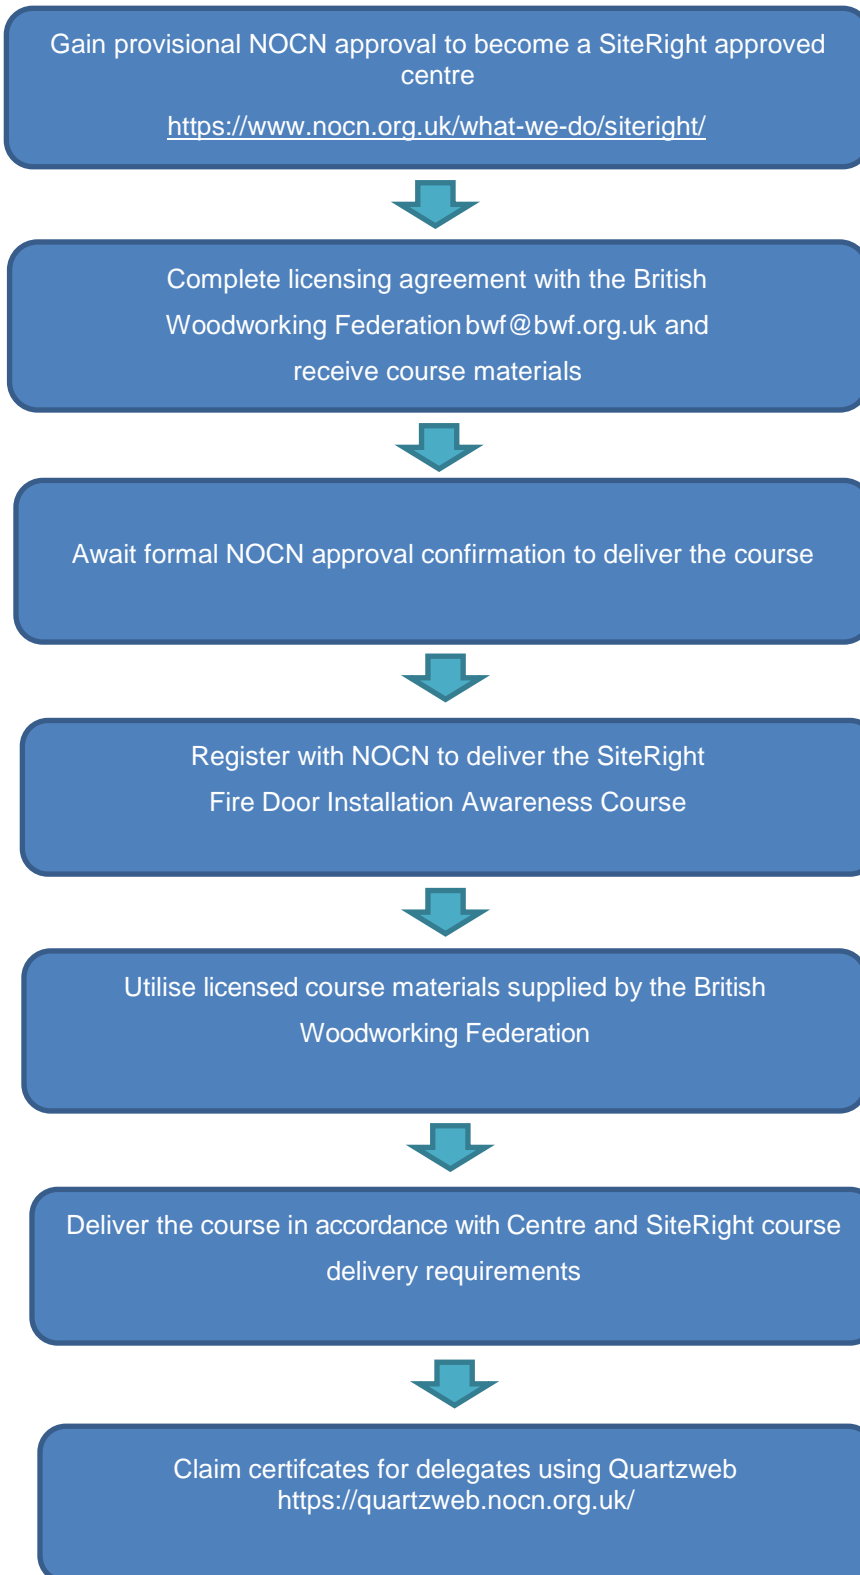 Gain provisional NOCN approval to become a SiteRight approved
centre
https://www.nocn.org.uk/what-we-do/siteright/
Complete licensing agreement with the British
Woodworking Federation bwf@bwf.org.uk and
receive course materials
Await formal NOCN approval confirmation to deliver the course
Register with NOCN to deliver the SiteRight
Fire Door Installation Awareness Course
Utilise licensed course materials supplied by the British
Woodworking Federation
Deliver the course in accordance with Centre and SiteRight course
delivery requirements
Claim certifcates for delegates using Quartzweb
https://quartzweb.nocn.org.uk/